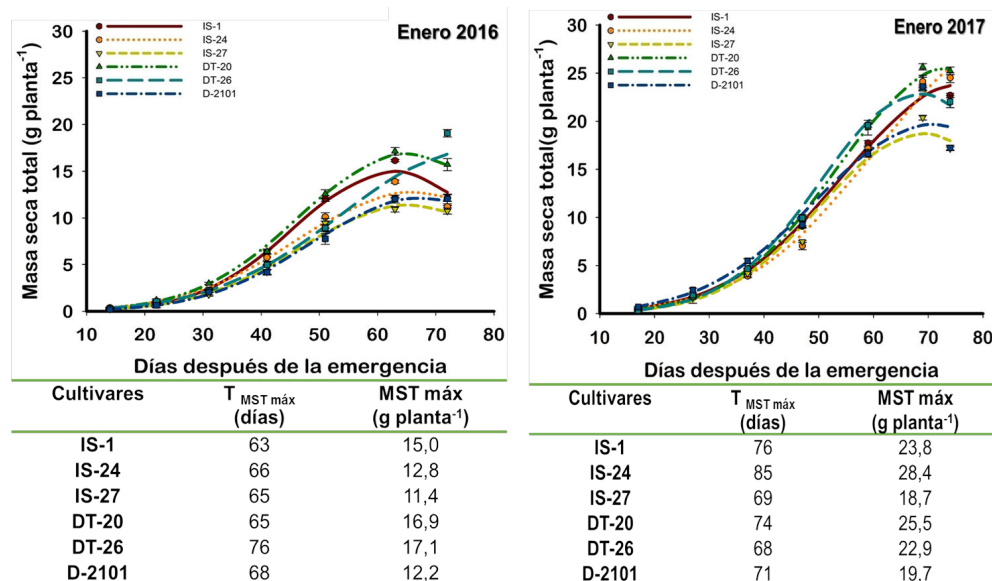 Enero 2016
IS-1
IS-24
IS-27
DT-20
DT-26
D-2101
Masa seca total (g planta⁻¹)
30
25
20
15
10
5
0
10 20 30 40 50 60 70 80
Días después de la emergencia
Cultivares T MST máx (días) MST máx (g planta⁻¹)
IS-1 63 15,0
IS-24 66 12,8
IS-27 65 11,4
DT-20 65 16,9
DT-26 76 17,1
D-2101 68 12,2
Enero 2017
IS-1
IS-24
IS-27
DT-20
DT-26
D-2101
Masa seca total(g planta⁻¹)
30
25
20
15
10
5
0
10 20 30 40 50 60 70 80
Días después de la emergencia
Cultivares T MST máx (días) MST máx (g planta⁻¹)
IS-1 76 23,8
IS-24 85 28,4
IS-27 69 18,7
DT-20 74 25,5
DT-26 68 22,9
D-2101 71 19,7